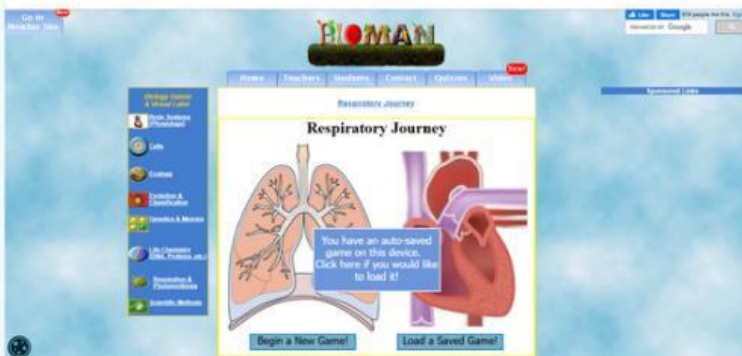 Go to
Member Site
New
BIOMAN
Like Share
ENHANCED BY Google
Home Teachers Students Contact Quizzes Video
New!
Biology Games
& Virtual Labs!
Body Systems
(Physiology)
Cells
Ecology
Evolution &
Classification
Genetics & Meiosis
Life Chemistry
(DNA, Proteins, etc.)
Respiration &
Photosynthesis
Scientific Methods
Respiratory Journey
Sponsored Links
Respiratory Journey
You have an auto-saved
game on this device.
Click here if you would like
to load it!
Begin a New Game!
Load a Saved Game!